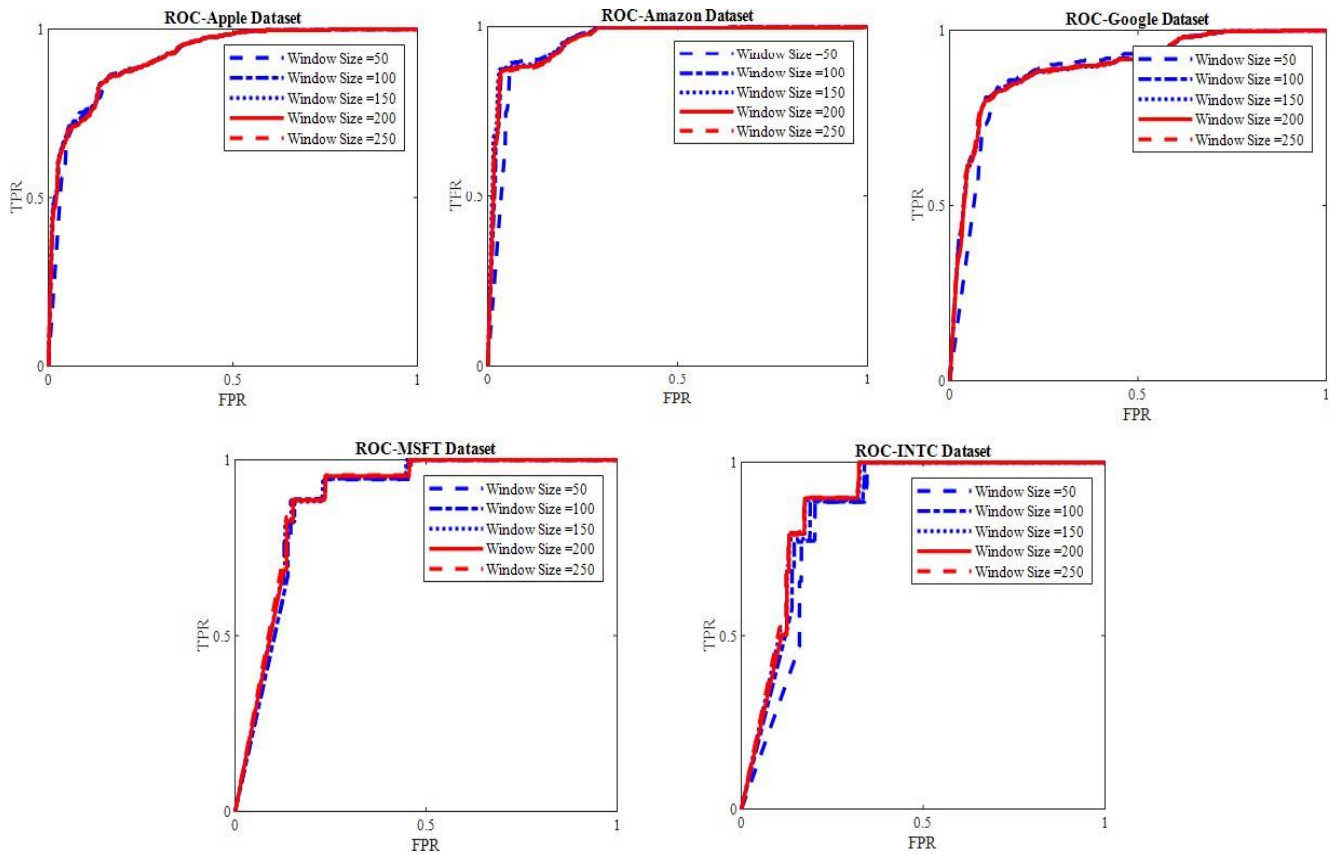 ROC-Apple Dataset
1
TPR
0.5
0
0
0.5
1
FPR
Window Size =50
Window Size =100
Window Size =150
Window Size =200
Window Size =250
ROC-Amazon Dataset
1
TPR
0.5
0
0
0.5
1
FPR
Window Size =50
Window Size =100
Window Size =150
Window Size =200
Window Size =250
ROC-Google Dataset
1
TPR
0.5
0
0
0.5
1
FPR
Window Size =50
Window Size =100
Window Size =150
Window Size =200
Window Size =250
ROC-MSFT Dataset
1
TPR
0.5
0
0
0.5
1
FPR
Window Size =50
Window Size =100
Window Size =150
Window Size =200
Window Size =250
ROC-INTC Dataset
1
TPR
0.5
0
0
0.5
1
FPR
Window Size =50
Window Size =100
Window Size =150
Window Size =200
Window Size =250